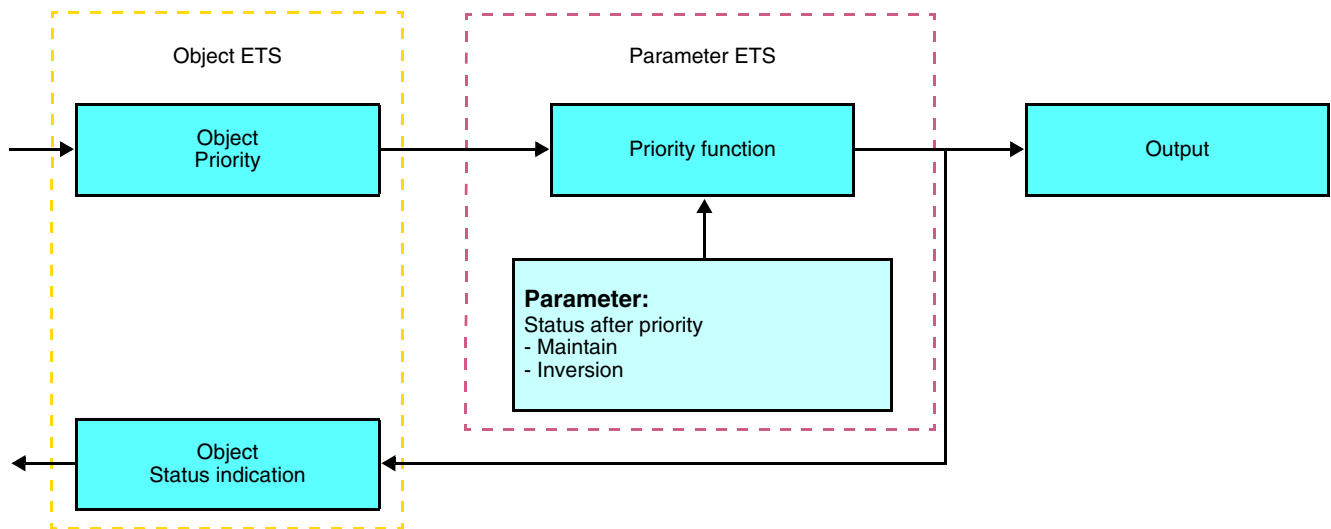 Object ETS
Parameter ETS
Object
Priority
Priority function
Output
Parameter:
Status after priority
- Maintain
- Inversion
Object
Status indication